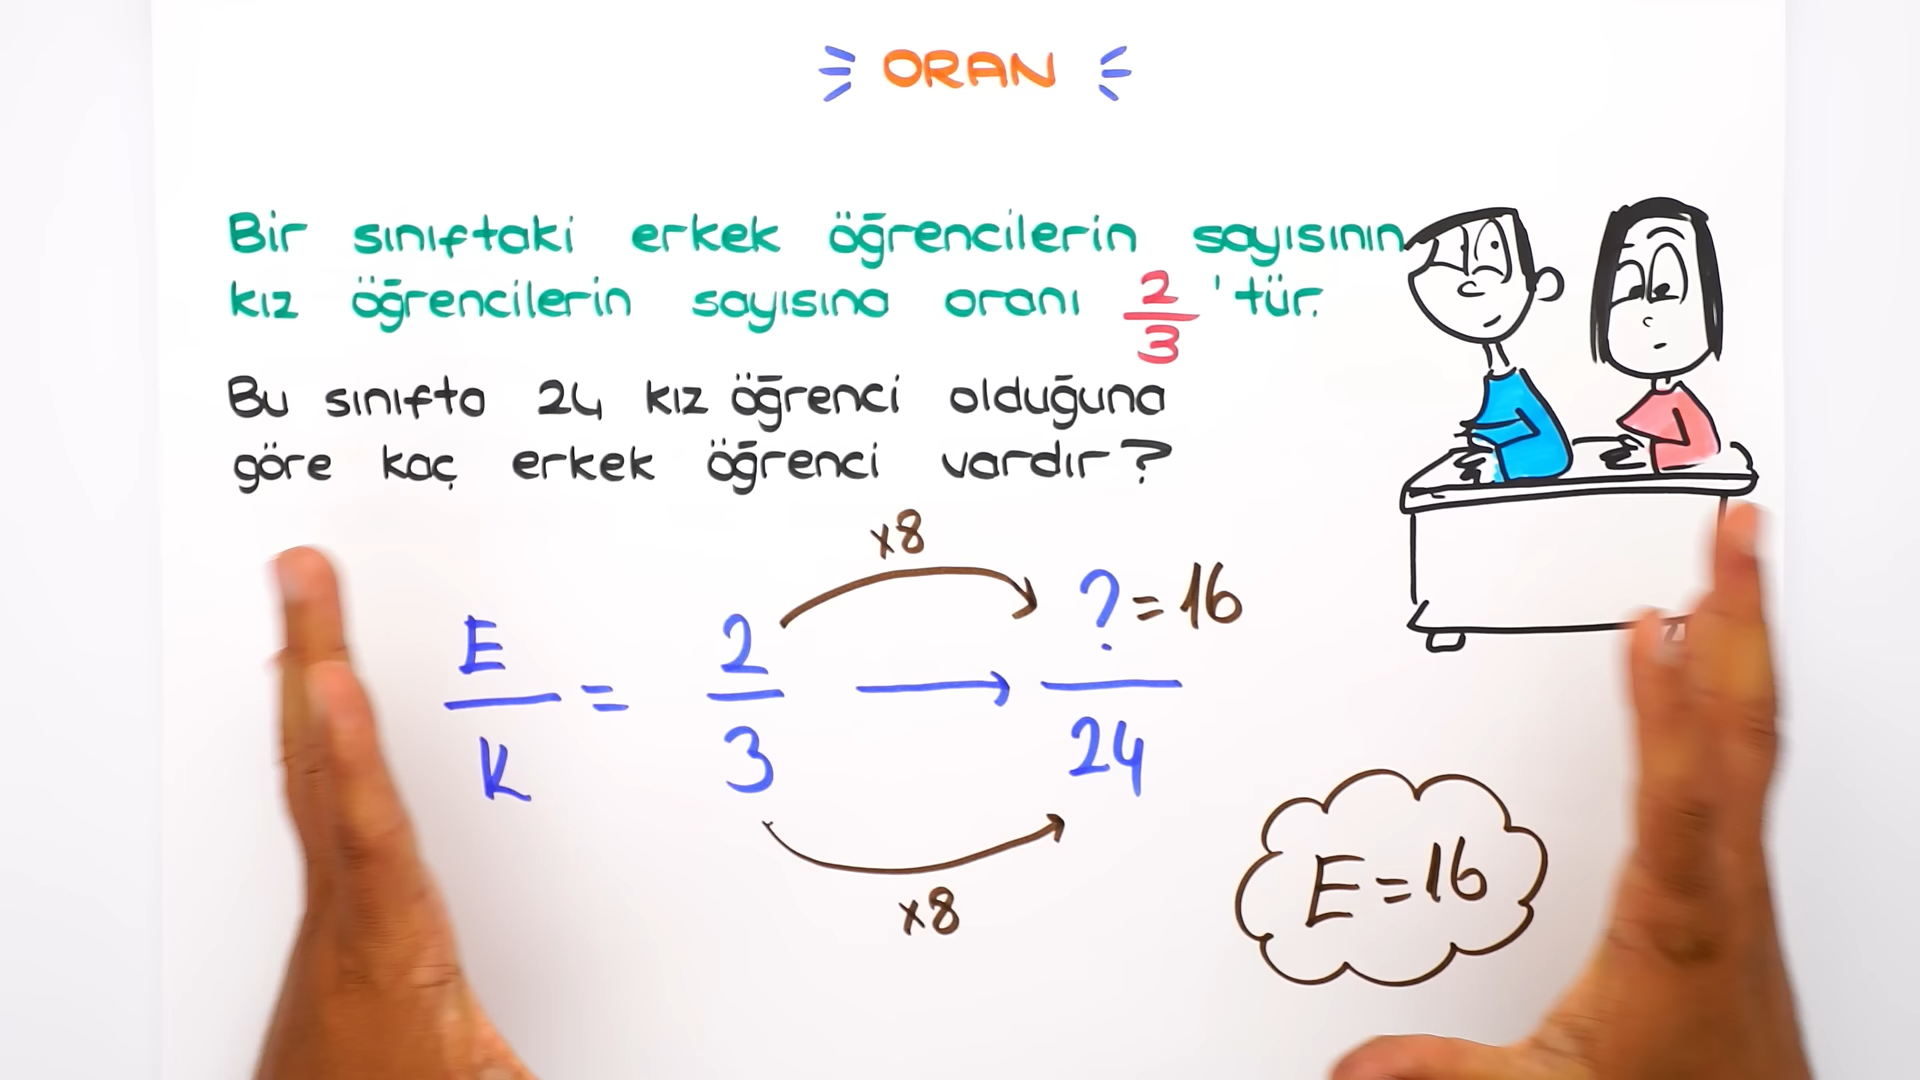 ORAN
Bir sınıftaki erkek öğrencilerin sayısının
kız öğrencilerin sayısına oranı 2/3 'tür.
Bu sınıfta 24 kız öğrenci olduğuna
göre kaç erkek öğrenci vardır?
x8
E/K = 2/3 → ?/24 = 16
x8
E=16